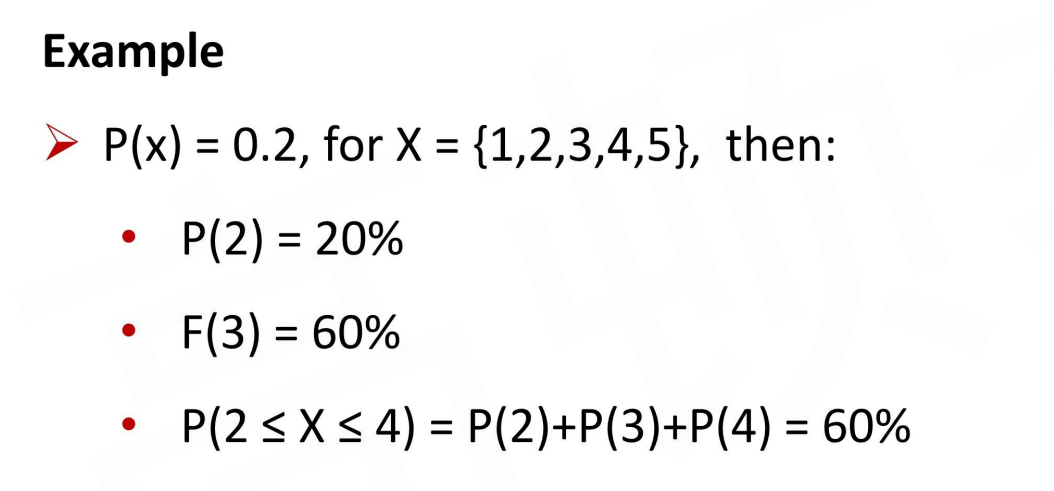 Example
➢ P(x) = 0.2, for X = {1,2,3,4,5}, then:
• P(2) = 20%
• F(3) = 60%
• P(2 ≤ X ≤ 4) = P(2)+P(3)+P(4) = 60%